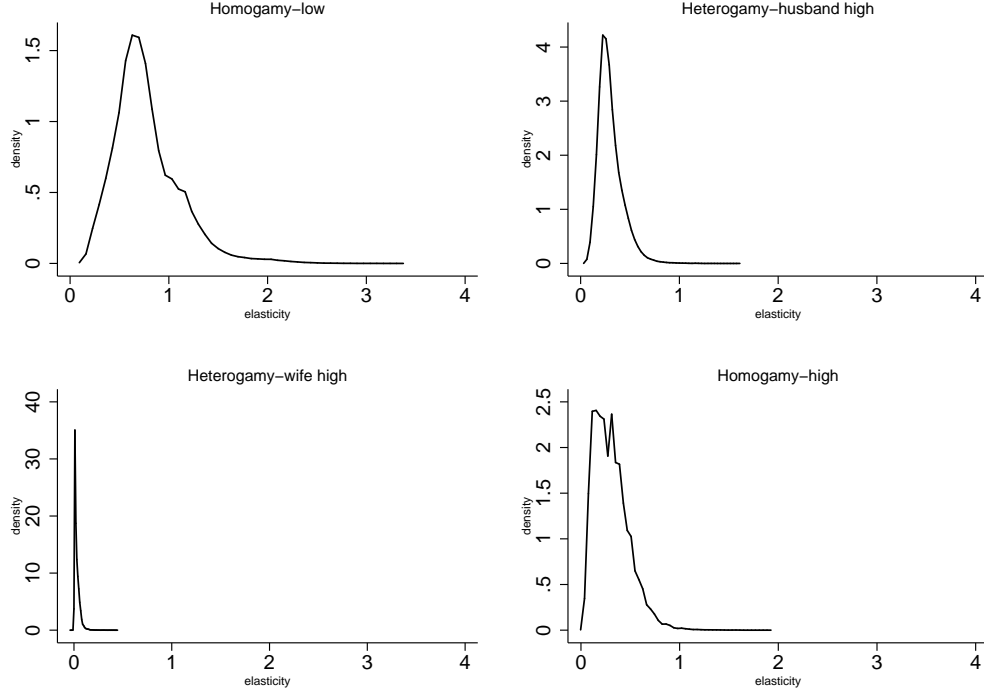 Homogamy−low
density
1.5
1
.5
0
0 1 2 3 4
elasticity
Heterogamy−husband high
density
4
3
2
1
0
0 1 2 3 4
elasticity
Heterogamy−wife high
density
40
30
20
10
0
0 1 2 3 4
elasticity
Homogamy−high
density
2.5
2
1.5
1
.5
0
0 1 2 3 4
elasticity